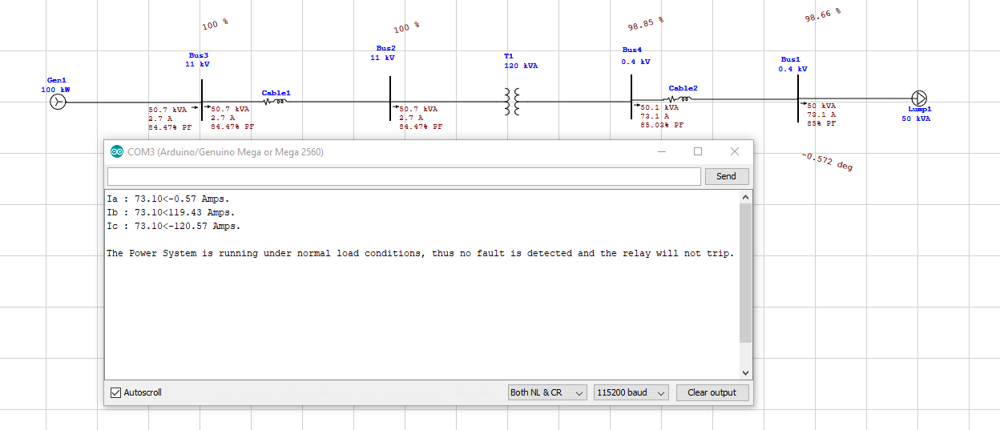 100 %
100 %
98.85 %
98.66 %
Bus3
11 kV
Bus2
11 kV
T1
120 kVA
Bus4
0.4 kV
Bus1
0.4 kV
Gen1
100 kW
Cable1
Cable2
Lump1
50 kVA
50.7 kVA
2.7 A
84.47% PF
50.7 kVA
2.7 A
84.47% PF
50.7 kVA
2.7 A
84.47% PF
50.1 kVA
73.1 A
85.03% PF
50 kVA
73.1 A
85% PF
-0.572 deg
COM3 (Arduino/Genuino Mega or Mega 2560)
Send
Ia : 73.10<-0.57 Amps.
Ib : 73.10<119.43 Amps.
Ic : 73.10<-120.57 Amps.
The Power System is running under normal load conditions, thus no fault is detected and the relay will not trip.
Autoscroll
Both NL & CR
115200 baud
Clear output